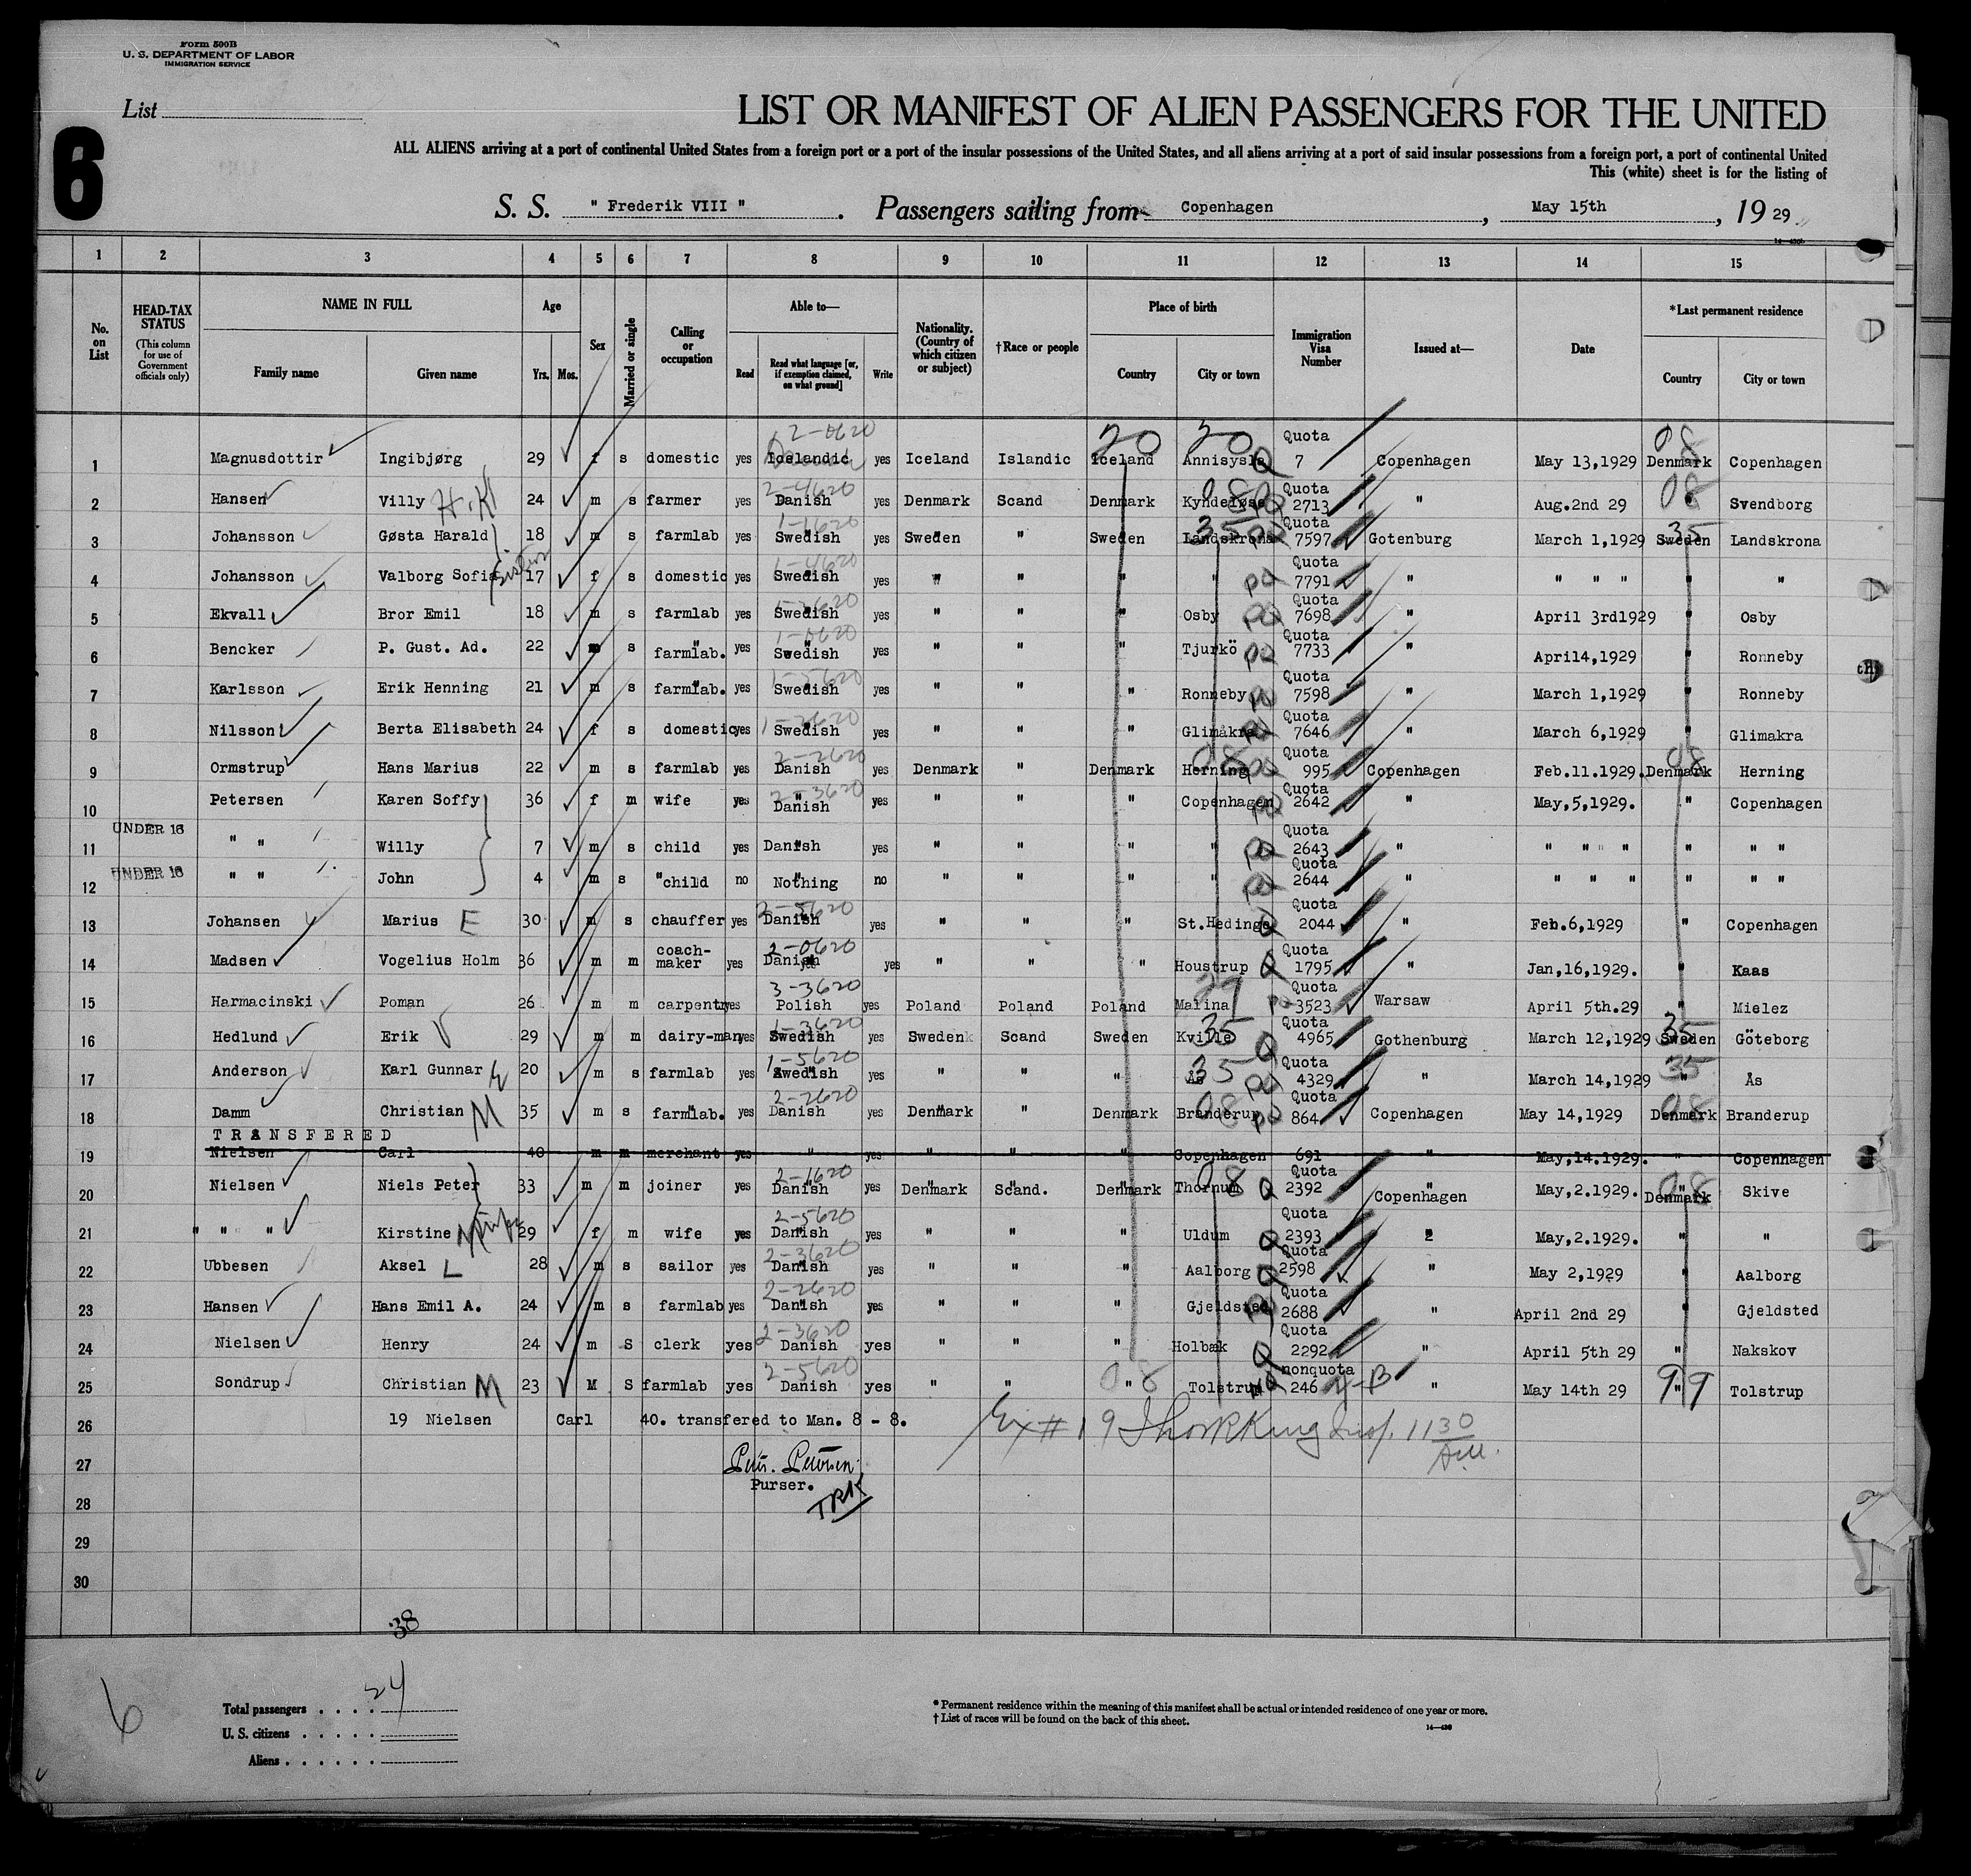 Form 500B
U. S. DEPARTMENT OF LABOR
IMMIGRATION SERVICE
List
6
LIST OR MANIFEST OF ALIEN PASSENGERS FOR THE UNITED
ALL ALIENS arriving at a port of continental United States from a foreign port or a port of the insular possessions of the United States, and all aliens arriving at a port of said insular possessions from a foreign port, a port of continental United
This (white) sheet is for the listing of
S. S. " Frederik VIII " . Passengers sailing from Copenhagen , May 15th , 19 29
1 2 3 4 5 6 7 8 9 10 11 12 13 14 15
No. on List
HEAD-TAX STATUS (This column for use of Government officials only)
NAME IN FULL
Family name Given name
Age
Yrs. Mos.
Sex
Married or single
Calling or occupation
Able to—
Read Read what language [or, if exemption claimed, on what ground] Write
Nationality. (Country of which citizen or subject)
†Race or people
Place of birth
Country City or town
Immigration Visa Number
Issued at—
Date
*Last permanent residence
Country City or town
1 Magnusdottir Ingibjørg 29 f s domestic yes Icelandic yes Iceland Islandic Iceland Annisysla Quota 7 Copenhagen May 13,1929 Denmark Copenhagen
2 Hansen Villy 24 m s farmer yes Danish yes Denmark Scand Denmark Quota 2713 " Aug.2nd 29 " Svendborg
3 Johansson Gøsta Harald 18 m s farmlab yes Swedish yes Sweden " Sweden Landskrona Quota 7597 Gotenburg March 1,1929 Sweden Landskrona
4 Johansson Valborg Sofia 17 f s domestic yes Swedish yes " " " " Quota 7791 " " " " " "
5 Ekvall Bror Emil 18 m s farmlab yes Swedish yes " " " Osby Quota 7698 " April 3rd1929 " Osby
6 Bencker P. Gust. Ad. 22 m s farmlab. yes Swedish yes " " " Tjurkö Quota 7733 " April4,1929 " Ronneby
7 Karlsson Erik Henning 21 m s farmlab. yes Swedish yes " " " Ronneby Quota 7598 " March 1,1929 " Ronneby
8 Nilsson Berta Elisabeth 24 f s domestic yes Swedish yes " " " Glimåkra Quota 7646 " March 6,1929 " Glimakra
9 Ormstrup Hans Marius 22 m s farmlab yes Danish yes Denmark " Denmark Herning Quota 995 Copenhagen Feb.11.1929. Denmark Herning
10 Petersen Karen Soffy 36 f m wife yes Danish yes " " " Copenhagen Quota 2642 " May,5,1929. " Copenhagen
UNDER 16
11 " " Willy 7 m s child yes Danish yes " " " " Quota 2643 " " " " " " " "
UNDER 16
12 " " John 4 m s "child no Nothing no " " " " Quota 2644 " " " " " " "
13 Johansen Marius E 30 m s chauffer yes Danish yes " " " St.Hedinge Quota 2044 " Feb.6,1929 " Copenhagen
14 Madsen Vogelius Holm 36 m m coach-maker yes Danish yes " " " Houstrup Quota 1795 " Jan,16,1929. " Kaas
15 Harmacinski Poman 26 m m carpentr yes Polish yes Poland Poland Poland Malina Quota 3523 Warsaw April 5th.29 " Mielez
16 Hedlund Erik 29 m m dairy-man yes Swedish yes Sweden Scand Sweden Kville Quota 4965 Gothenburg March 12,1929 Sweden Göteborg
17 Anderson Karl Gunnar 20 m s farmlab yes Swedish yes " " " Ås Quota 4329 " March 14,1929 " Ås
18 Damm Christian M 35 m s farmlab. yes Danish yes Denmark " Denmark Branderup Quota 864 Copenhagen May 14,1929 Denmark Branderup
TRANSFERED
19 Nielsen Carl 40 m m merchant yes " yes " " " Copenhagen 691 " May,14.1929. " Copenhagen
20 Nielsen Niels Peter 33 m m joiner yes Danish yes Denmark Scand. Denmark Thornum Quota 2392 Copenhagen May,2.1929. Denmark Skive
21 " " " Kirstine 29 f m wife yes Danish yes " " " Uldum Quota 2393 " May,2.1929. " "
22 Ubbesen Aksel L 28 m s sailor yes Danish yes " " " Aalborg Quota 2598 " May 2,1929 " Aalborg
23 Hansen Hans Emil A. 24 m s farmlab yes Danish yes " " " Gjeldsted Quota 2688 " April 2nd 29 " Gjeldsted
24 Nielsen Henry 24 m S clerk yes Danish yes " " " Holbæk Quota 2292 " April 5th 29 " Nakskov
25 Sondrup Christian M 23 M S farmlab yes Danish yes " " " Tolstrup nonquota 246 4-B " May 14th 29 " Tolstrup
26 19 Nielsen Carl 40. transfered to Man. 8 - 8.
27
Purser.
TRK
28
29
30
38
6
Total passengers . . . . 24
U. S. citizens . . . . .
Aliens . . . . . .
* Permanent residence within the meaning of this manifest shall be actual or intended residence of one year or more.
† List of races will be found on the back of this sheet.
14—430